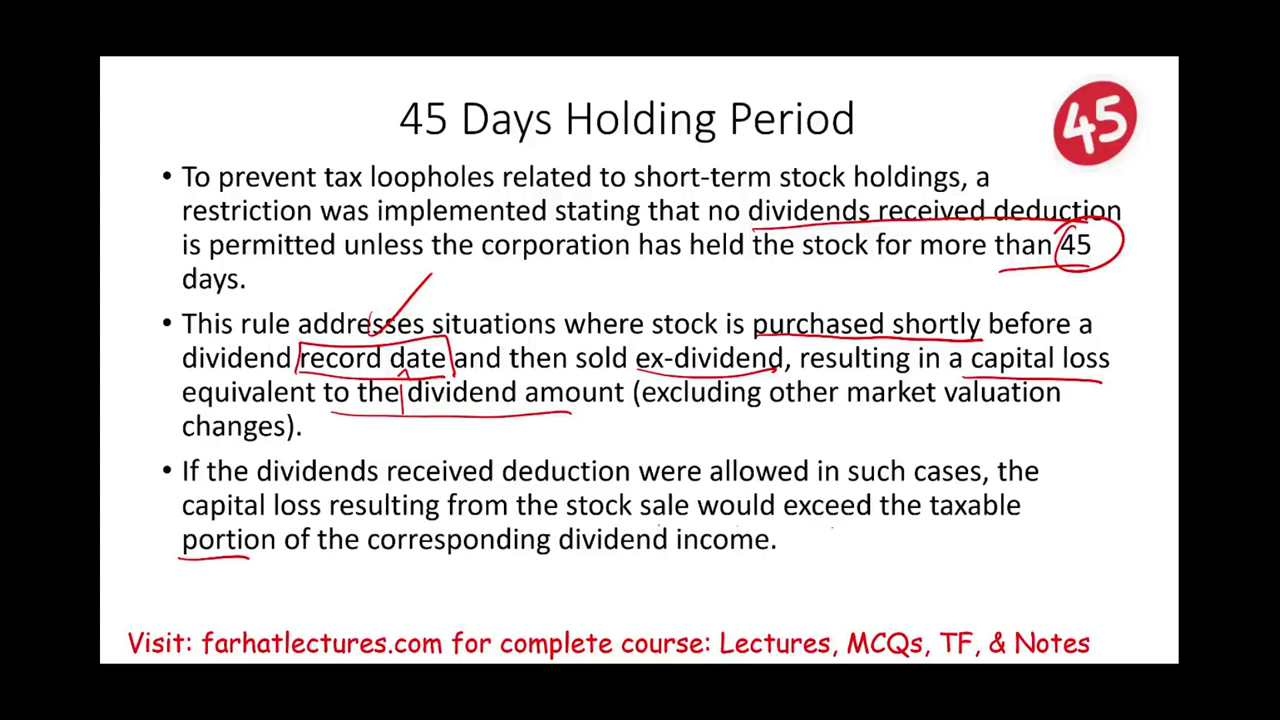 45 Days Holding Period
45
• To prevent tax loopholes related to short-term stock holdings, a
restriction was implemented stating that no dividends received deduction
is permitted unless the corporation has held the stock for more than 45
days.
• This rule addresses situations where stock is purchased shortly before a
dividend record date and then sold ex-dividend, resulting in a capital loss
equivalent to the dividend amount (excluding other market valuation
changes).
• If the dividends received deduction were allowed in such cases, the
capital loss resulting from the stock sale would exceed the taxable
portion of the corresponding dividend income.
Visit: farhatlectures.com for complete course: Lectures, MCQs, TF, & Notes